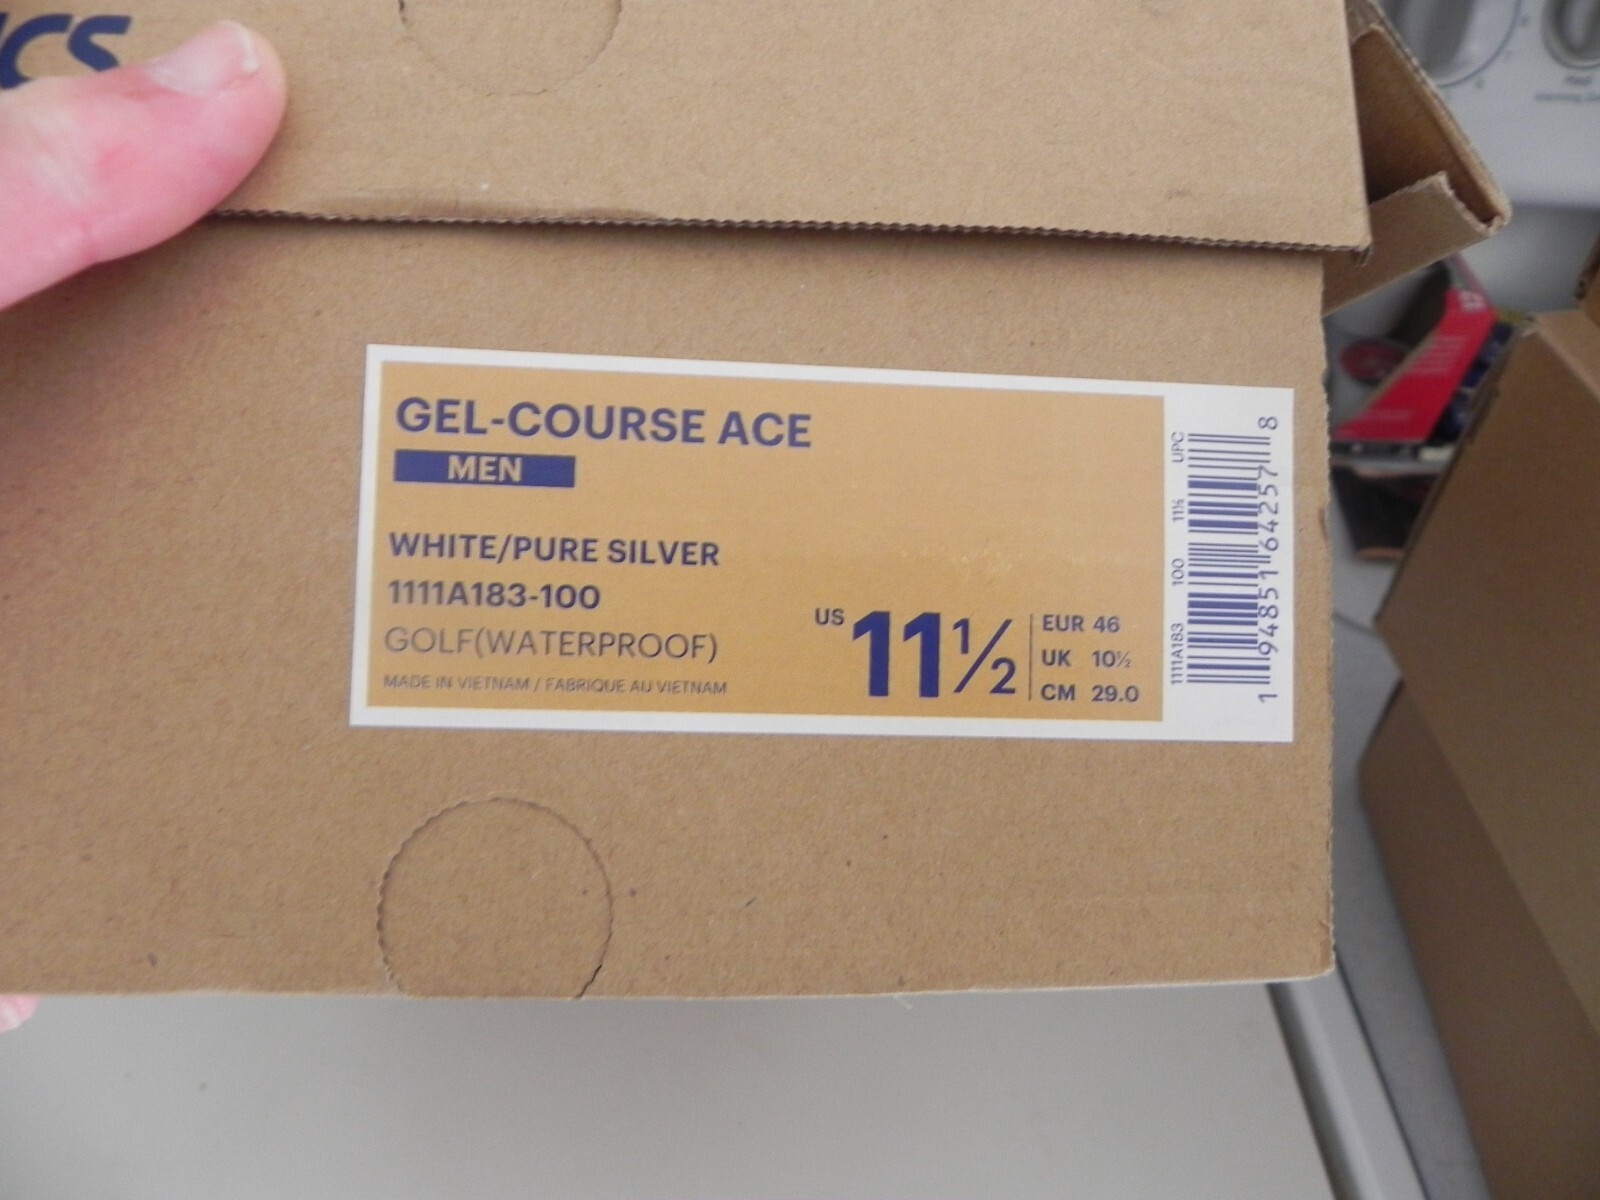 GEL-COURSE ACE
MEN
WHITE/PURE SILVER
1111A183-100
GOLF(WATERPROOF)
MADE IN VIETNAM / FABRIQUE AU VIETNAM
US 11½
EUR 46
UK 10½
CM 29.0
1111A183 100 11½ UPC
1 94851 64257 8